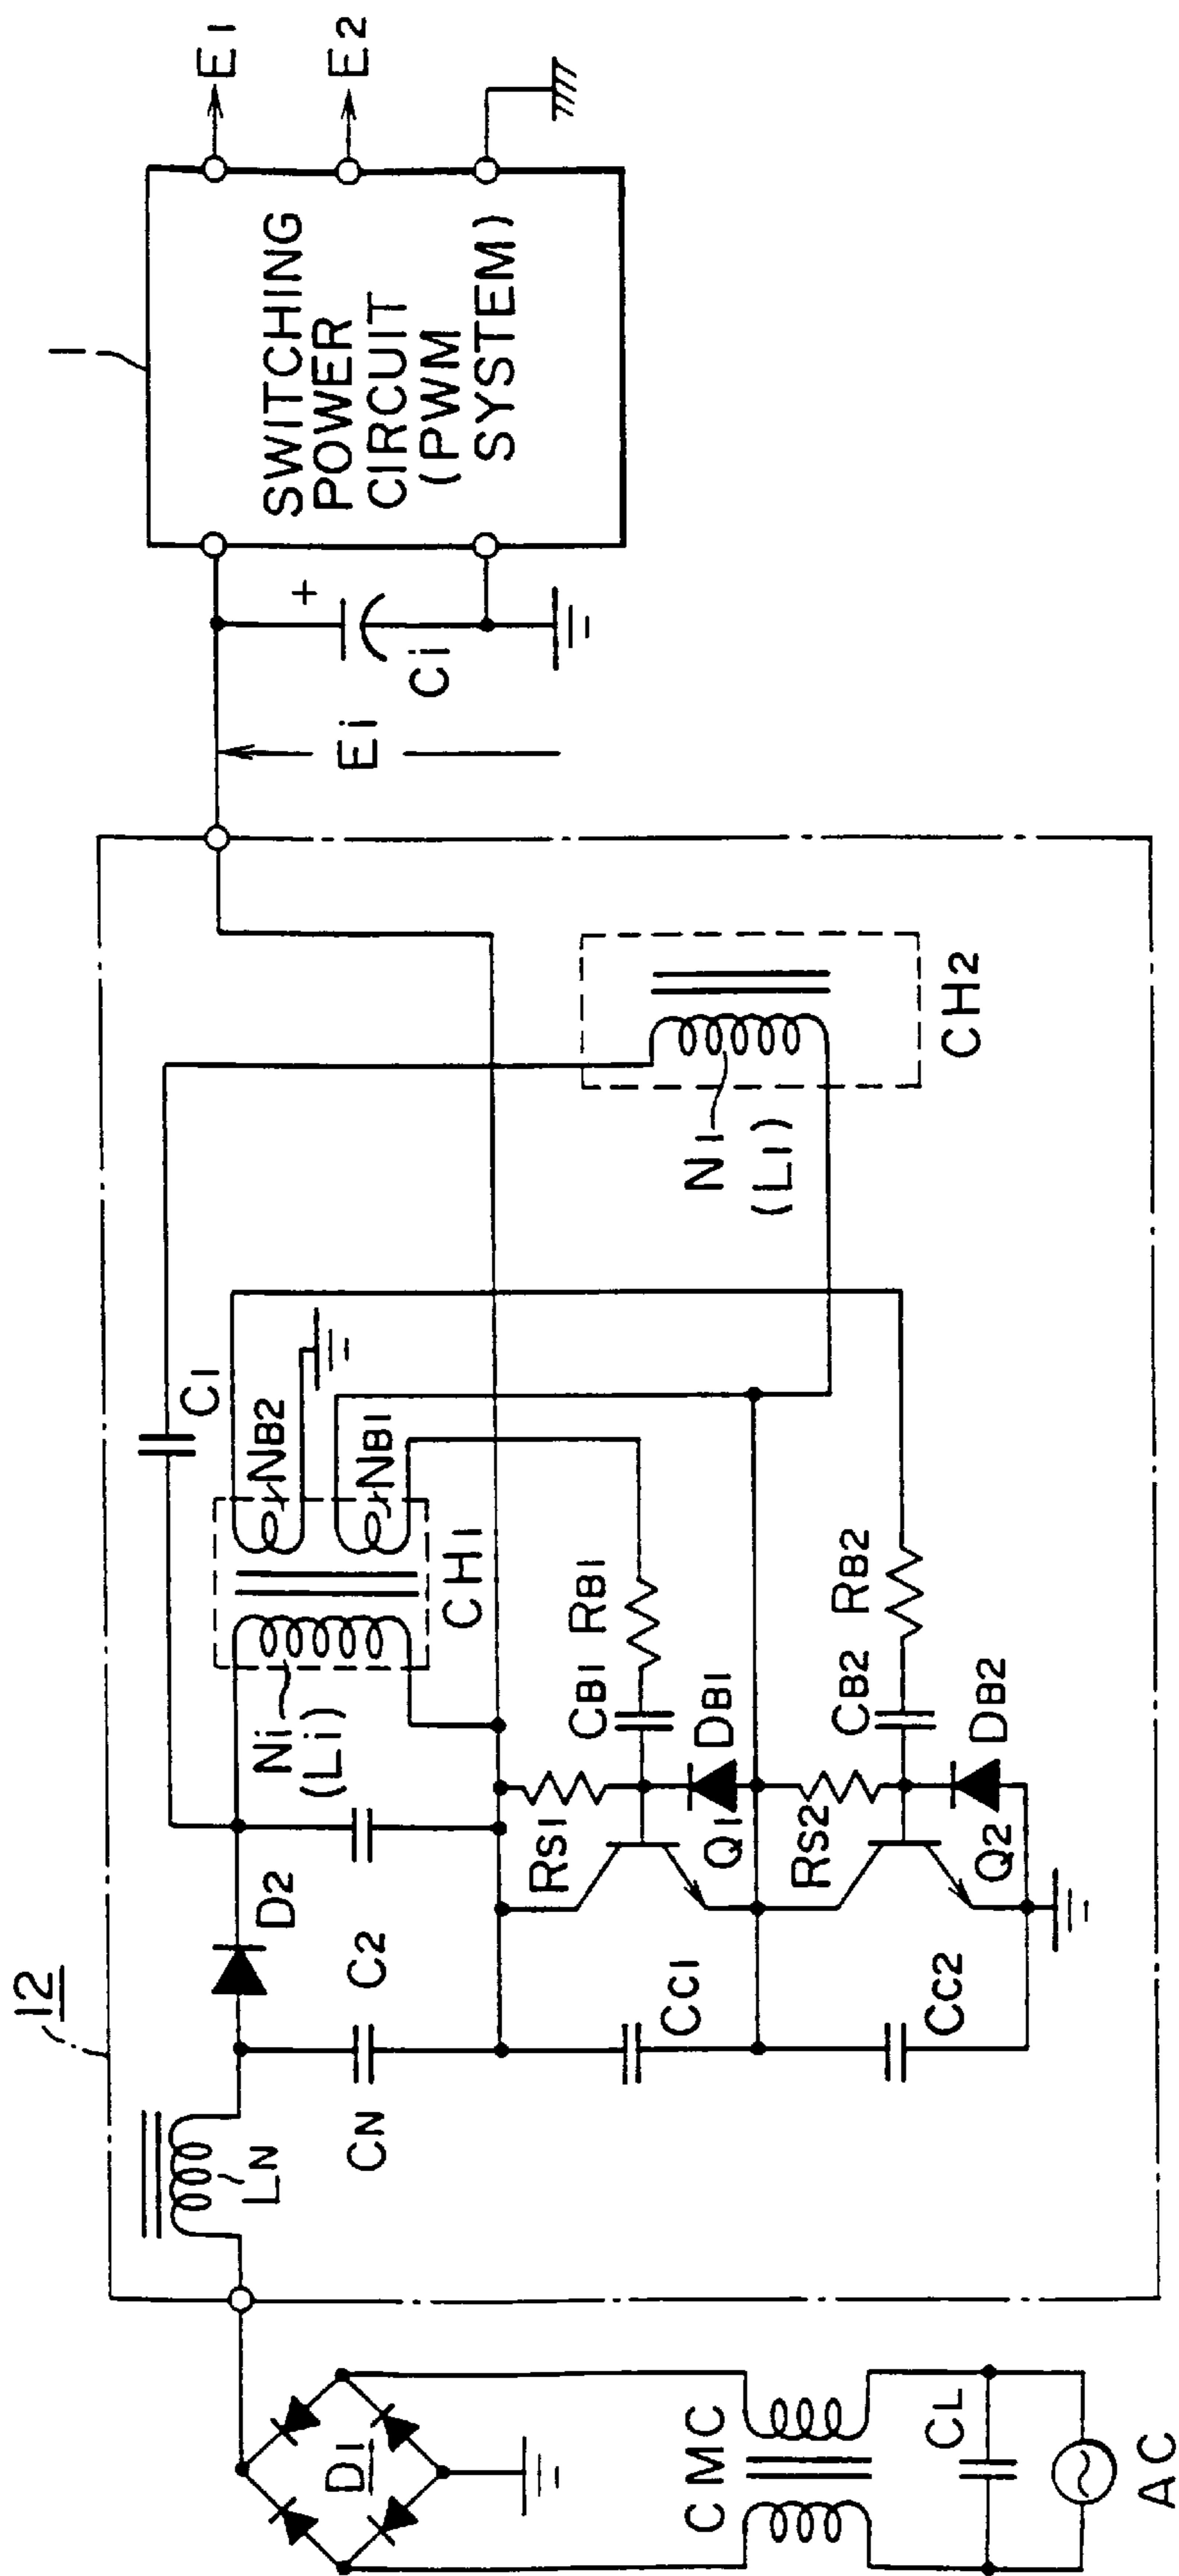 12
LN
D2
CN
C2
Ni
(Li)
CH1
NB2
NB1
C1
N1
(L1)
CH2
CC1
CC2
RS1
CB1
RB1
DB1
Q1
RS2
CB2
RB2
DB2
Q2
D1
CMC
CL
AC
Ei
+
Ci
1
SWITCHING
POWER
CIRCUIT
(PWM
SYSTEM)
E1
E2